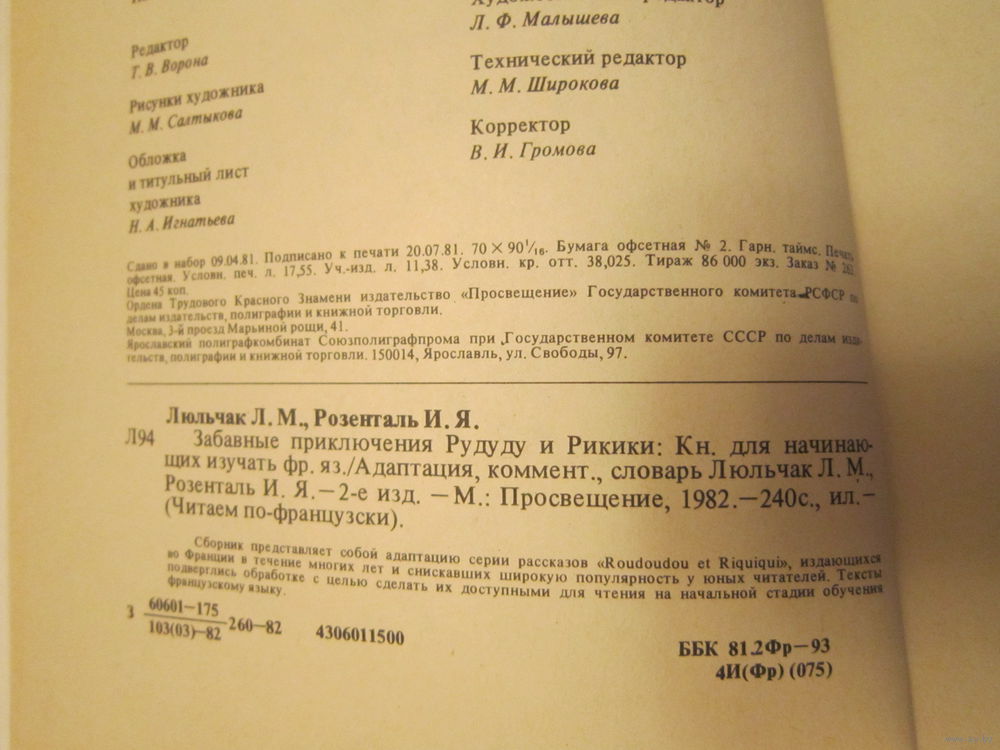 Редактор
Т. В. Ворона
Рисунки художника
М. М. Салтыкова
Обложка
и титульный лист
художника
Н. А. Игнатьева
Л. Ф. Малышева
Технический редактор
М. М. Широкова
Корректор
В. И. Громова
Сдано в набор 09.04.81. Подписано к печати 20.07.81. 70 × 90 1/16. Бумага офсетная № 2. Гарн. таймс. Печать
офсетная. Условн. печ. л. 17,55. Уч.-изд. л. 11,38. Условн. кр. отт. 38,025. Тираж 86 000 экз. Заказ №
Цена 45 коп.
Ордена Трудового Красного Знамени издательство «Просвещение» Государственного комитета РСФСР по
делам издательств, полиграфии и книжной торговли.
Москва, 3-й проезд Марьиной рощи, 41.
Ярославский полиграфкомбинат Союзполиграфпрома при Государственном комитете СССР по делам изда-
тельств, полиграфии и книжной торговли. 150014, Ярославль, ул. Свободы, 97.
Люльчак Л. М., Розенталь И. Я.
Л94 Забавные приключения Рудуду и Рикики: Кн. для начинаю-
щих изучать фр. яз./Адаптация, коммент., словарь Люльчак Л. М.,
Розенталь И. Я.—2-е изд. —М.: Просвещение, 1982.—240с., ил.—
(Читаем по-французски).
Сборник представляет собой адаптацию серии рассказов «Roudoudou et Riquiqui», издающихся
во Франции в течение многих лет и снискавших широкую популярность у юных читателей. Тексты
подверглись обработке с целью сделать их доступными для чтения на начальной стадии обучения
французскому языку.
З 60601—175
103(03)—82 260—82 4306011500
ББК 81.2Фр—93
4И(Фр) (075)